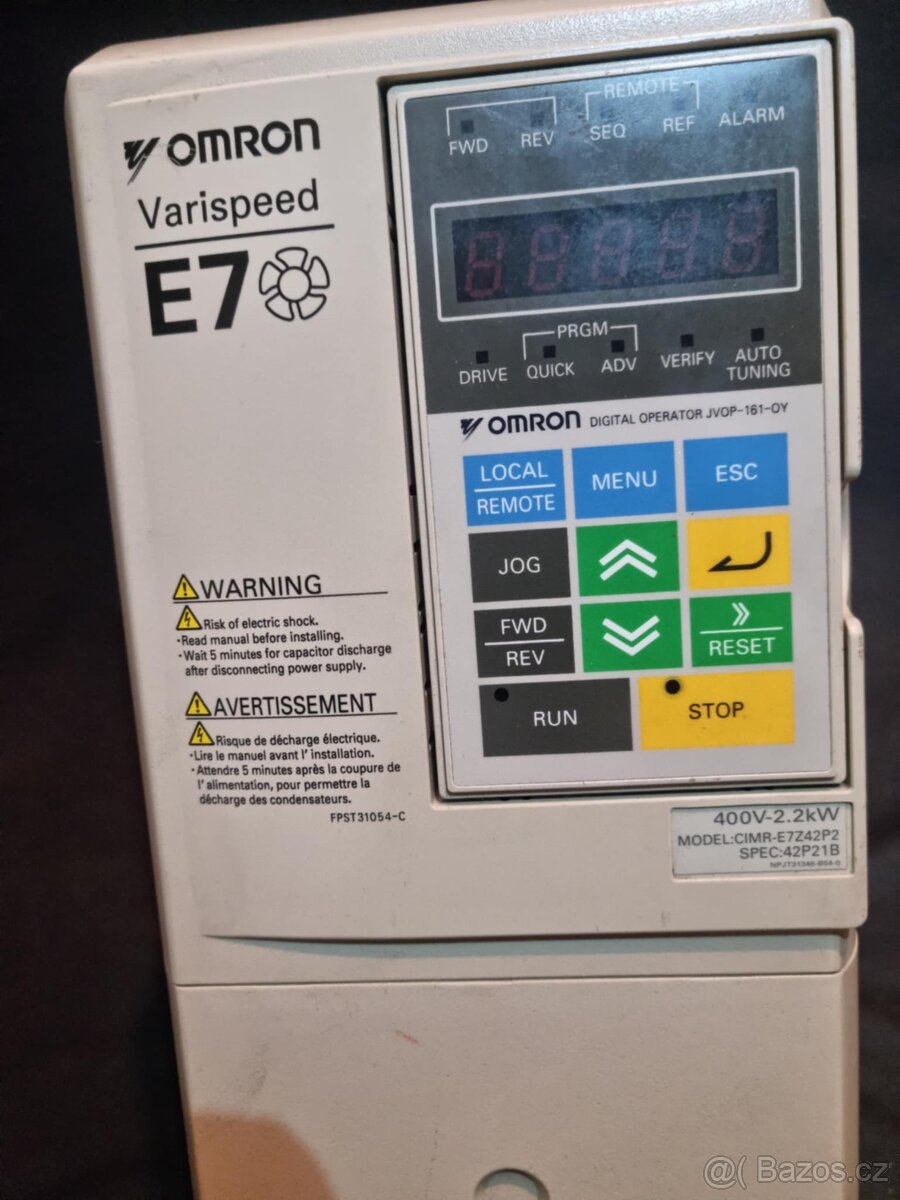 OMRON
Varispeed
E7
REMOTE
FWD REV SEQ REF ALARM
PRGM
DRIVE QUICK ADV VERIFY AUTO TUNING
OMRON DIGITAL OPERATOR JVOP-161-OY
LOCAL
REMOTE
MENU
ESC
JOG
FWD
REV
RESET
RUN
STOP
WARNING
Risk of electric shock.
·Read manual before installing.
·Wait 5 minutes for capacitor discharge
after disconnecting power supply.
AVERTISSEMENT
Risque de décharge électrique.
·Lire le manuel avant l' installation.
·Attendre 5 minutes après la coupure de
l' alimentation, pour permettre la
décharge des condensateurs.
FPST31054-C
400V-2.2kW
MODEL:CIMR-E7Z42P2
SPEC:42P21B
@( Bazos.cz